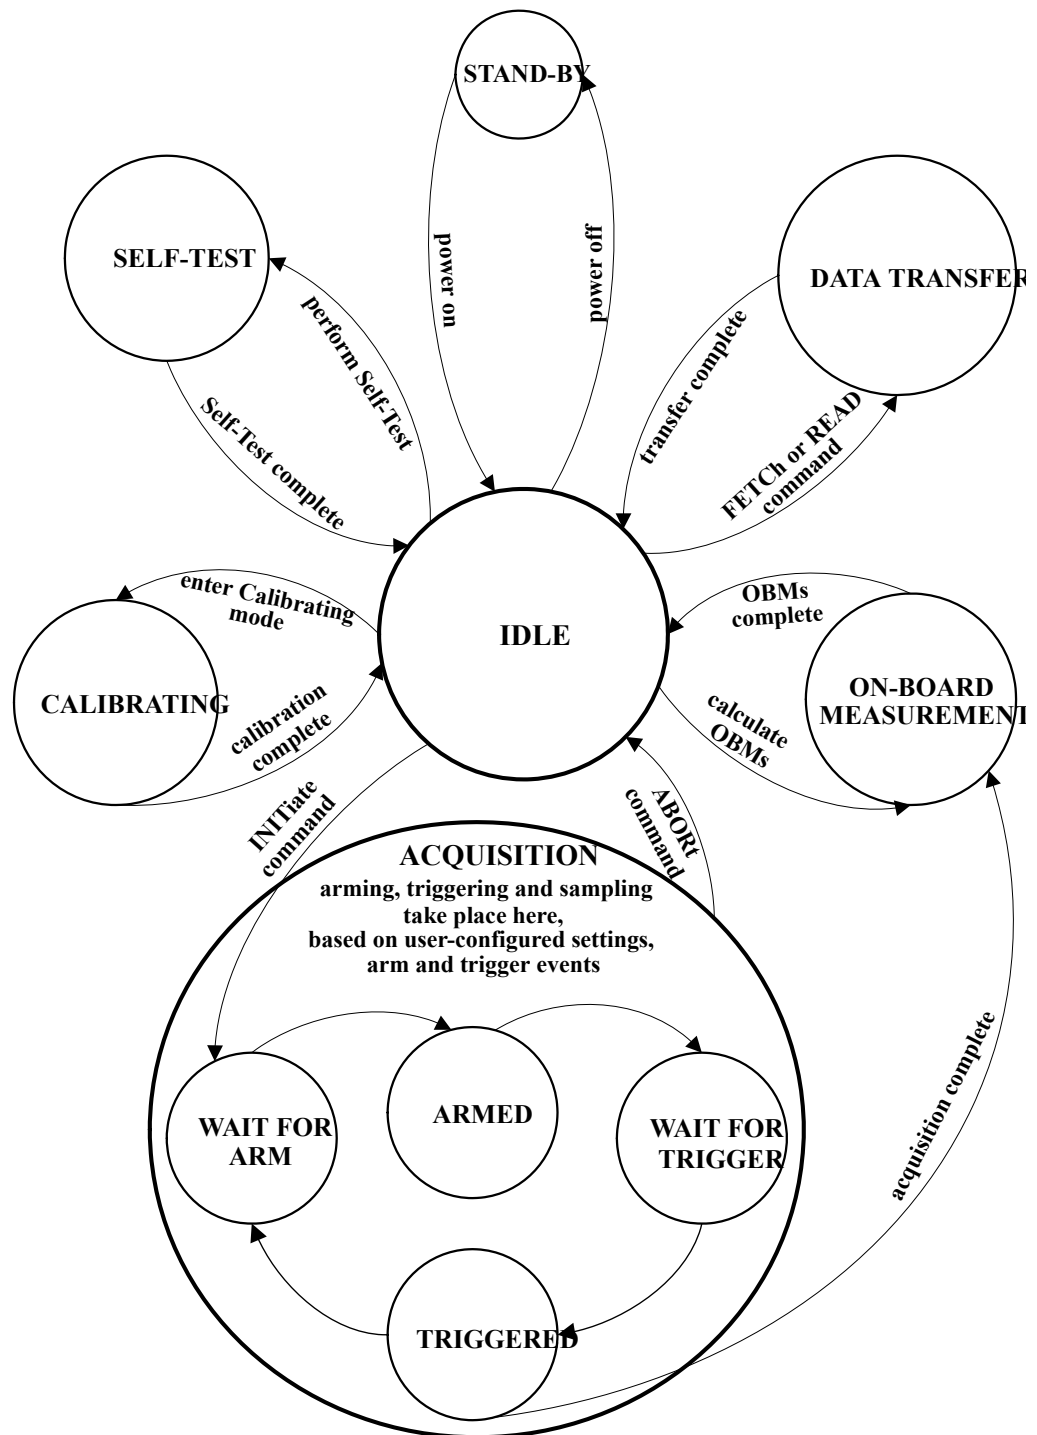 STAND-BY
SELF-TEST
DATA TRANSFER
power on
power off
perform Self-Test
Self-Test complete
transfer complete
FETCh or READ
command
enter Calibrating
mode
IDLE
OBMs
complete
CALIBRATING
calibration
complete
ON-BOARD
MEASUREMENT
calculate
OBMs
INITiate
command
ABORt
command
ACQUISITION
arming, triggering and sampling
take place here,
based on user-configured settings,
arm and trigger events
WAIT FOR
ARM
ARMED
WAIT FOR
TRIGGER
TRIGGERED
acquisition complete